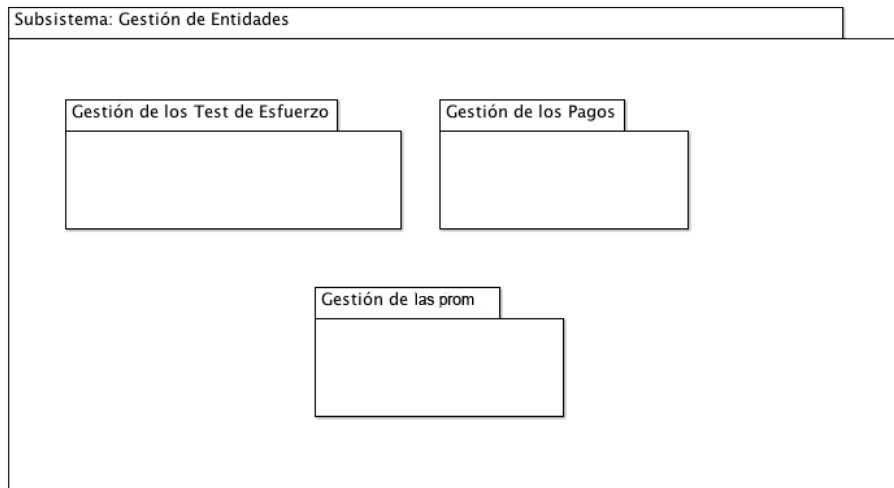 Subsistema: Gestión de Entidades
Gestión de los Test de Esfuerzo
Gestión de los Pagos
Gestión de las prom